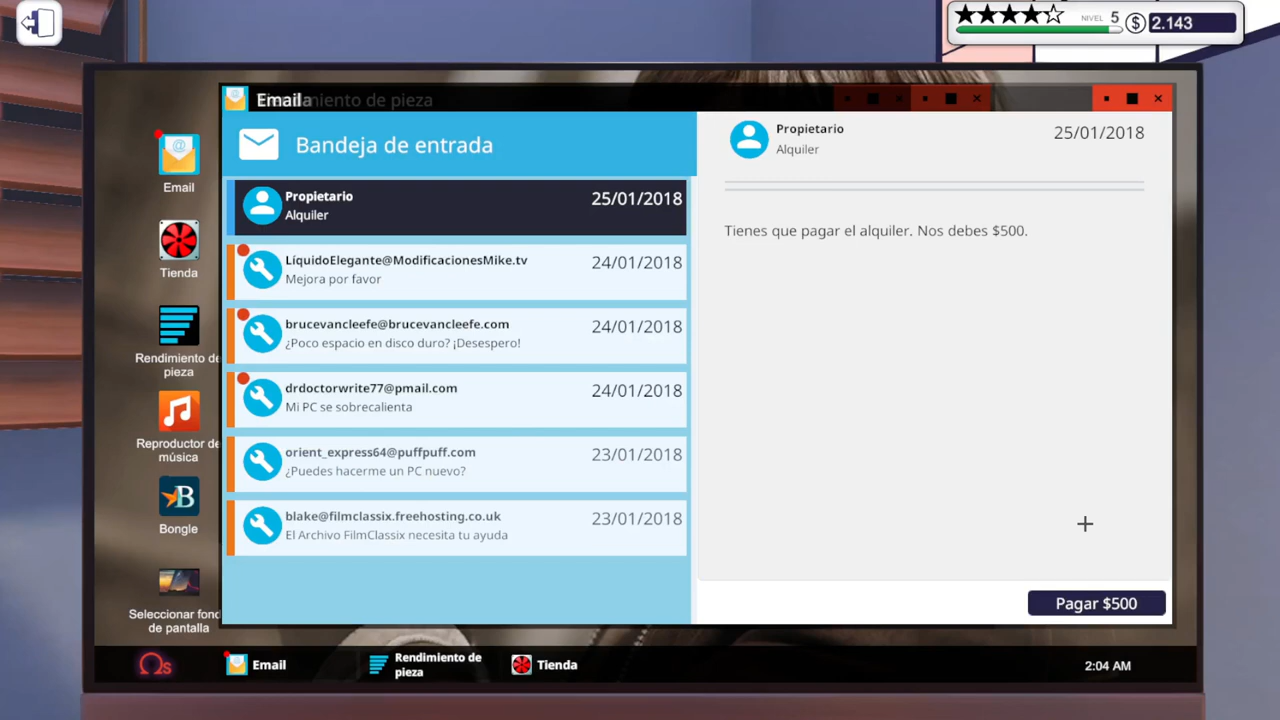 NIVEL 5 $ 2.143
Email
Rendimiento de pieza
Bandeja de entrada
Propietario 25/01/2018
Alquiler
LíquidoElegante@ModificacionesMike.tv 24/01/2018
Mejora por favor
brucevancleefe@brucevancleefe.com 24/01/2018
¿Poco espacio en disco duro? ¡Desespero!
drdoctorwrite77@pmail.com 24/01/2018
Mi PC se sobrecalienta
orient_express64@puffpuff.com 23/01/2018
¿Puedes hacerme un PC nuevo?
blake@filmclassix.freehosting.co.uk 23/01/2018
El Archivo FilmClassix necesita tu ayuda
Propietario 25/01/2018
Alquiler
Tienes que pagar el alquiler. Nos debes $500.
Pagar $500
Email
Tienda
Rendimiento de
pieza
Reproductor de
música
B
Bongle
Seleccionar fond
de pantalla
Ωs
Email
Rendimiento de
pieza
Tienda
2:04 AM